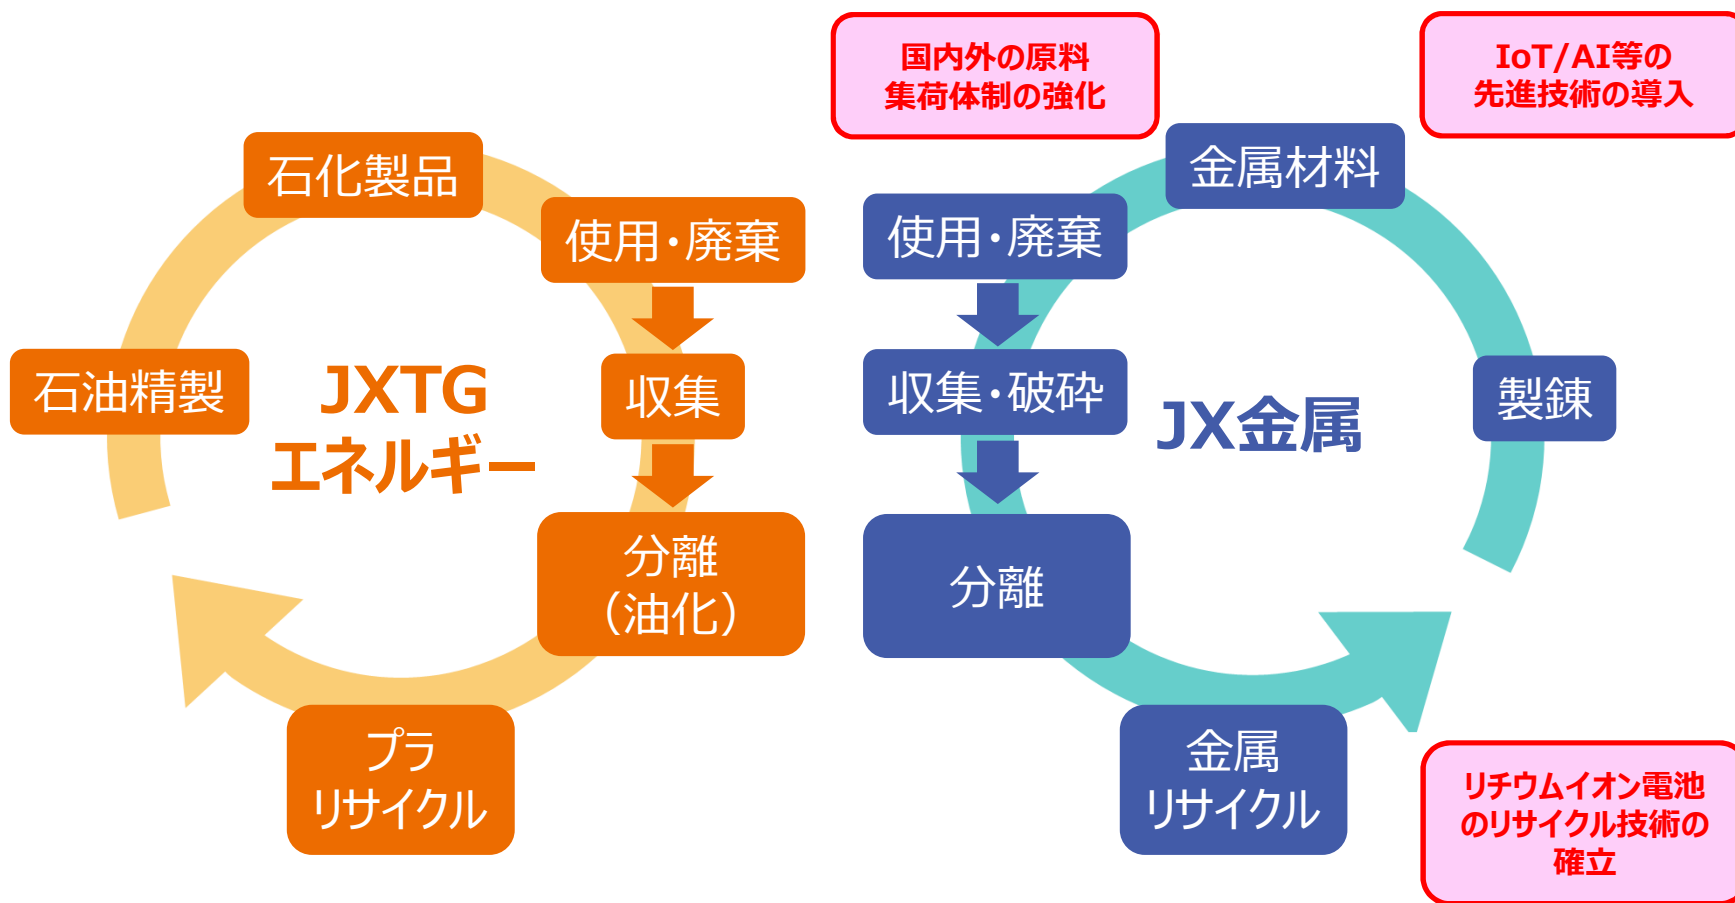 国内外の原料
集荷体制の強化
IoT/AI等の
先進技術の導入
石化製品
使用・廃棄
収集
分離
（油化）
プラ
リサイクル
石油精製
JXTG
エネルギー
金属材料
使用・廃棄
収集・破砕
分離
金属
リサイクル
製錬
JX金属
リチウムイオン電池
のリサイクル技術の
確立